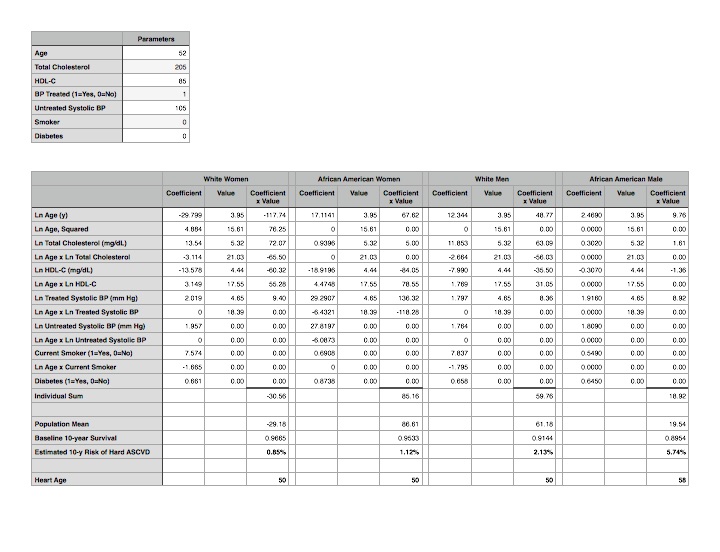 Parameters
Age 52
Total Cholesterol 205
HDL-C 85
BP Treated (1=Yes, 0=No) 1
Untreated Systolic BP 105
Smoker 0
Diabetes 0
White Women African American Women White Men African American Male
Coefficient Value Coefficient x Value Coefficient Value Coefficient x Value Coefficient Value Coefficient x Value Coefficient Value Coefficient x Value
Ln Age (y) -29.799 3.95 -117.74 17.1141 3.95 67.62 12.344 3.95 48.77 2.4690 3.95 9.76
Ln Age, Squared 4.884 15.61 76.25 0 15.61 0.00 0 15.61 0.00 0.0000 15.61 0.00
Ln Total Cholesterol (mg/dL) 13.54 5.32 72.07 0.9396 5.32 5.00 11.853 5.32 63.09 0.3020 5.32 1.61
Ln Age x Ln Total Cholesterol -3.114 21.03 -65.50 0 21.03 0.00 -2.664 21.03 -56.03 0.0000 21.03 0.00
Ln HDL-C (mg/dL) -13.578 4.44 -60.32 -18.9196 4.44 -84.05 -7.990 4.44 -35.50 -0.3070 4.44 -1.36
Ln Age x Ln HDL-C 3.149 17.55 55.28 4.4748 17.55 78.55 1.769 17.55 31.05 0.0000 17.55 0.00
Ln Treated Systolic BP (mm Hg) 2.019 4.65 9.40 29.2907 4.65 136.32 1.797 4.65 8.36 1.9160 4.65 8.92
Ln Age x Ln Treated Systolic BP 0 18.39 0.00 -6.4321 18.39 -118.28 0 18.39 0.00 0.0000 18.39 0.00
Ln Untreated Systolic BP (mm Hg) 1.957 0.00 0.00 27.8197 0.00 0.00 1.764 0.00 0.00 1.8090 0.00 0.00
Ln Age x Ln Untreated Systolic BP 0 0.00 0.00 -6.0873 0.00 0.00 0 0.00 0.00 0.0000 0.00 0.00
Current Smoker (1=Yes, 0=No) 7.574 0.00 0.00 0.6908 0.00 0.00 7.837 0.00 0.00 0.5490 0.00 0.00
Ln Age x Current Smoker -1.665 0.00 0.00 0 0.00 0.00 -1.795 0.00 0.00 0.0000 0.00 0.00
Diabetes (1=Yes, 0=No) 0.661 0.00 0.00 0.8738 0.00 0.00 0.658 0.00 0.00 0.6450 0.00 0.00
Individual Sum -30.56 85.16 59.76 18.92
Population Mean -29.18 86.61 61.18 19.54
Baseline 10-year Survival 0.9665 0.9533 0.9144 0.8954
Estimated 10-y Risk of Hard ASCVD 0.85% 1.12% 2.13% 5.74%
Heart Age 50 50 50 58